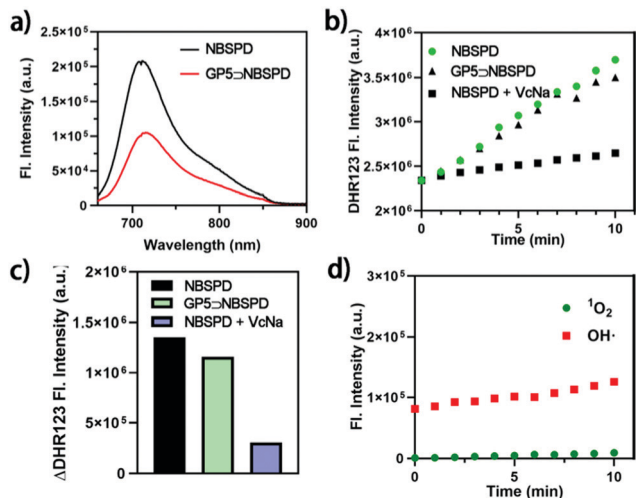 a)
Fl. Intensity (a.u.)
2.5×10⁵
2.0×10⁵
1.5×10⁵
1.0×10⁵
5.0×10⁴
0.0
700
800
900
Wavelength (nm)
NBSPD
GP5⊃NBSPD
b)
DHR123 Fl. Intensity (a.u.)
4×10⁶
3.5×10⁶
3×10⁶
2.5×10⁶
2×10⁶
0
5
10
Time (min)
NBSPD
GP5⊃NBSPD
NBSPD + VcNa
c)
ΔDHR123 Fl. Intensity (a.u.)
2×10⁶
1.5×10⁶
1×10⁶
5×10⁵
0
NBSPD
GP5⊃NBSPD
NBSPD + VcNa
d)
Fl. Intensity (a.u.)
3×10⁵
1×10⁵
0
0
5
10
Time (min)
¹O₂
OH·